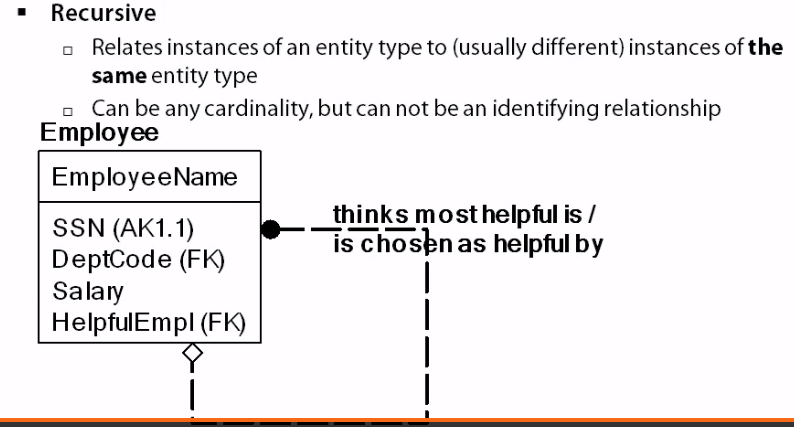 Recursive
Relates instances of an entity type to (usually different) instances of the
same entity type
Can be any cardinality, but can not be an identifying relationship
Employee
EmployeeName
SSN (AK1.1)
DeptCode (FK)
Salary
HelpfulEmpl (FK)
thinks most helpful is /
is chosen as helpful by